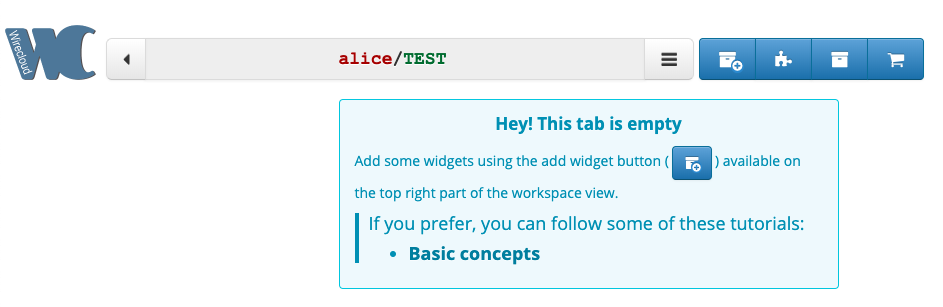 Wirecloud
WC
alice/TEST
Hey! This tab is empty
Add some widgets using the add widget button ( ) available on
the top right part of the workspace view.
If you prefer, you can follow some of these tutorials:
• Basic concepts